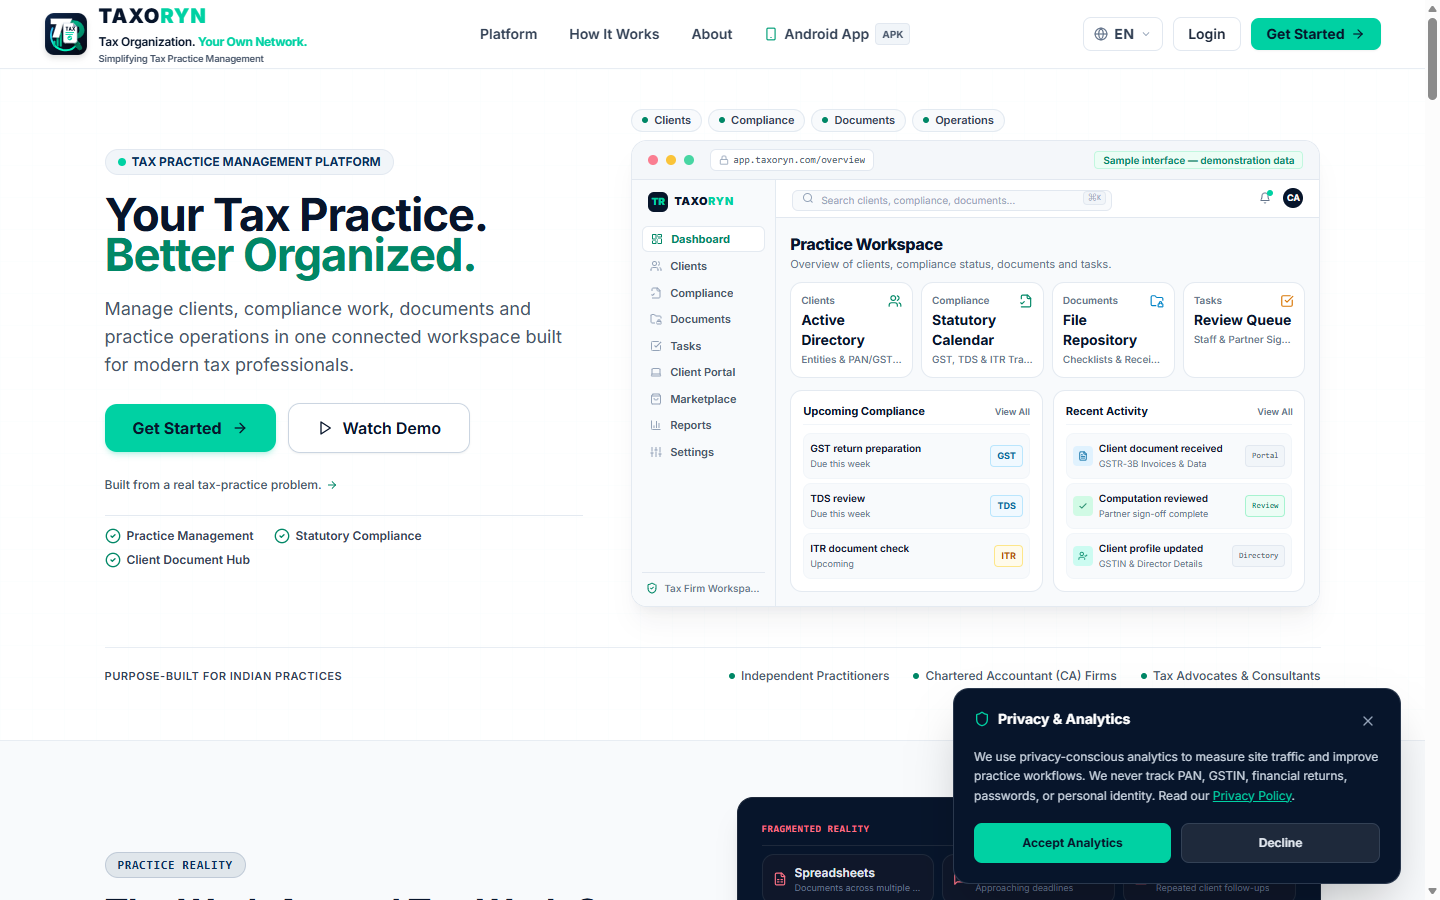 TAXORYN
Tax Organization. Your Own Network.
Simplifying Tax Practice Management
Platform
How It Works
About
Android App APK
EN
Login
Get Started
TAX PRACTICE MANAGEMENT PLATFORM
Your Tax Practice.
Better Organized.
Manage clients, compliance work, documents and
practice operations in one connected workspace built
for modern tax professionals.
Get Started
Watch Demo
Built from a real tax-practice problem.
Practice Management
Statutory Compliance
Client Document Hub
Clients
Compliance
Documents
Operations
app.taxoryn.com/overview
Sample interface — demonstration data
TR TAXORYN
Search clients, compliance, documents...
⌘K
CA
Dashboard
Clients
Compliance
Documents
Tasks
Client Portal
Marketplace
Reports
Settings
Tax Firm Workspa...
Practice Workspace
Overview of clients, compliance status, documents and tasks.
Clients
Active
Directory
Entities & PAN/GST...
Compliance
Statutory
Calendar
GST, TDS & ITR Tra...
Documents
File
Repository
Checklists & Recei...
Tasks
Review Queue
Staff & Partner Sig...
Upcoming Compliance
View All
GST return preparation
Due this week
GST
TDS review
Due this week
TDS
ITR document check
Upcoming
ITR
Recent Activity
View All
Client document received
GSTR-3B Invoices & Data
Portal
Computation reviewed
Partner sign-off complete
Review
Client profile updated
GSTIN & Director Details
Directory
PURPOSE-BUILT FOR INDIAN PRACTICES
Independent Practitioners
Chartered Accountant (CA) Firms
Tax Advocates & Consultants
PRACTICE REALITY
FRAGMENTED REALITY
Spreadsheets
Documents across multiple ...
Approaching deadlines
Repeated client follow-ups
Privacy & Analytics
We use privacy-conscious analytics to measure site traffic and improve
practice workflows. We never track PAN, GSTIN, financial returns,
passwords, or personal identity. Read our Privacy Policy.
Accept Analytics
Decline